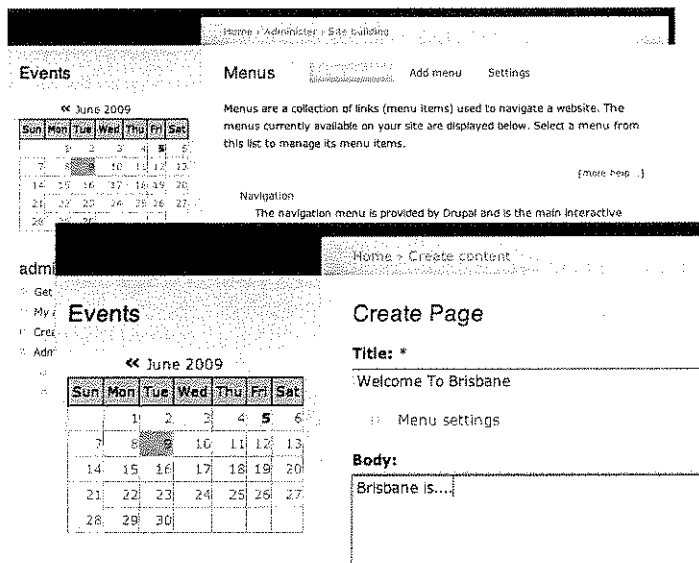 Home › Administer › Site building
Events
« June 2009
Sun Mon Tue Wed Thu Fri Sat
1 2 3 4 5 6
7 8 9 10 11 12 13
14 15 16 17 18 19 20
21 22 23 24 25 26 27
28 29 30
Menus Add menu Settings
Menus are a collection of links (menu items) used to navigate a website. The
menus currently available on your site are displayed below. Select a menu from
this list to manage its menu items.
[more help...]
Navigation
The navigation menu is provided by Drupal and is the main interactive
admi
Get
My
Crea
Adm
Home › Create content
Events
« June 2009
Sun Mon Tue Wed Thu Fri Sat
1 2 3 4 5 6
7 8 9 10 11 12 13
14 15 16 17 18 19 20
21 22 23 24 25 26 27
28 29 30
Create Page
Title: *
Welcome To Brisbane
Menu settings
Body:
Brisbane is....